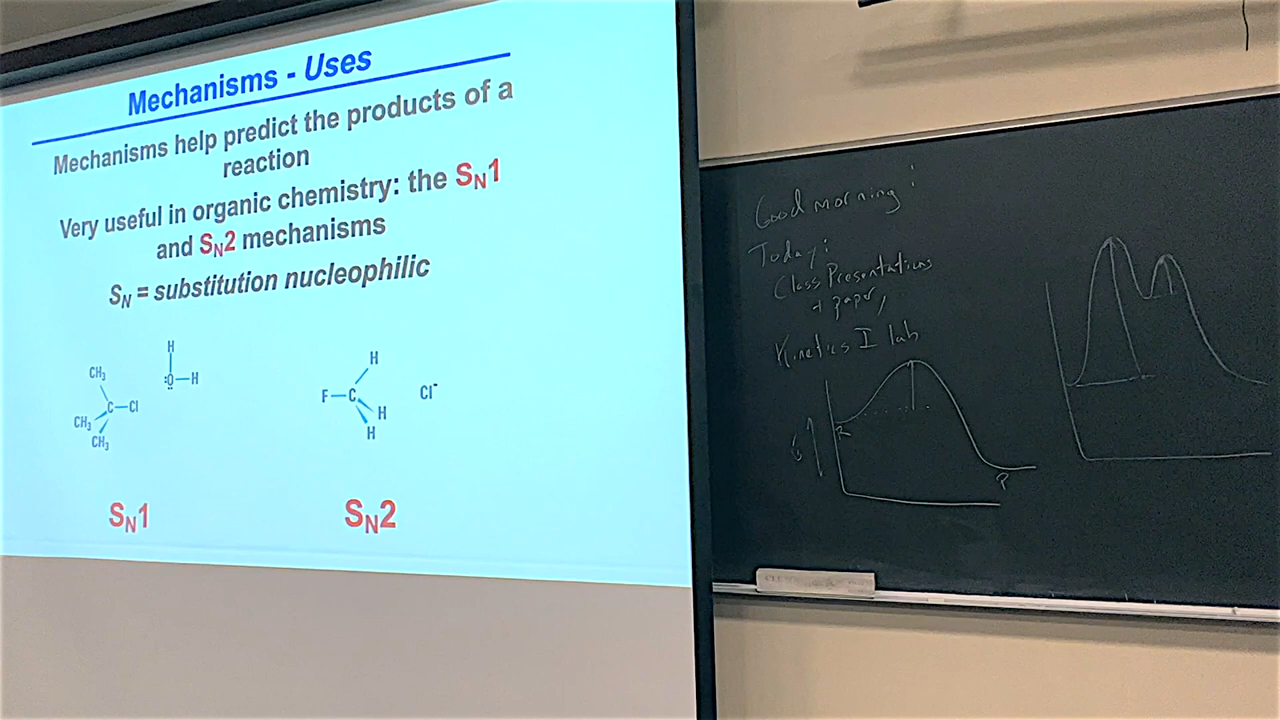 Mechanisms - Uses
Mechanisms help predict the products of a
reaction
Very useful in organic chemistry: the SN1
and SN2 mechanisms
SN = substitution nucleophilic
H
CH3
:O—H
C—Cl
CH3
CH3
H
F—C
H
H
Cl-
SN1
SN2
Good morning!
Today:
Class Presentations
+ paper,
Kinetics I lab
R
P